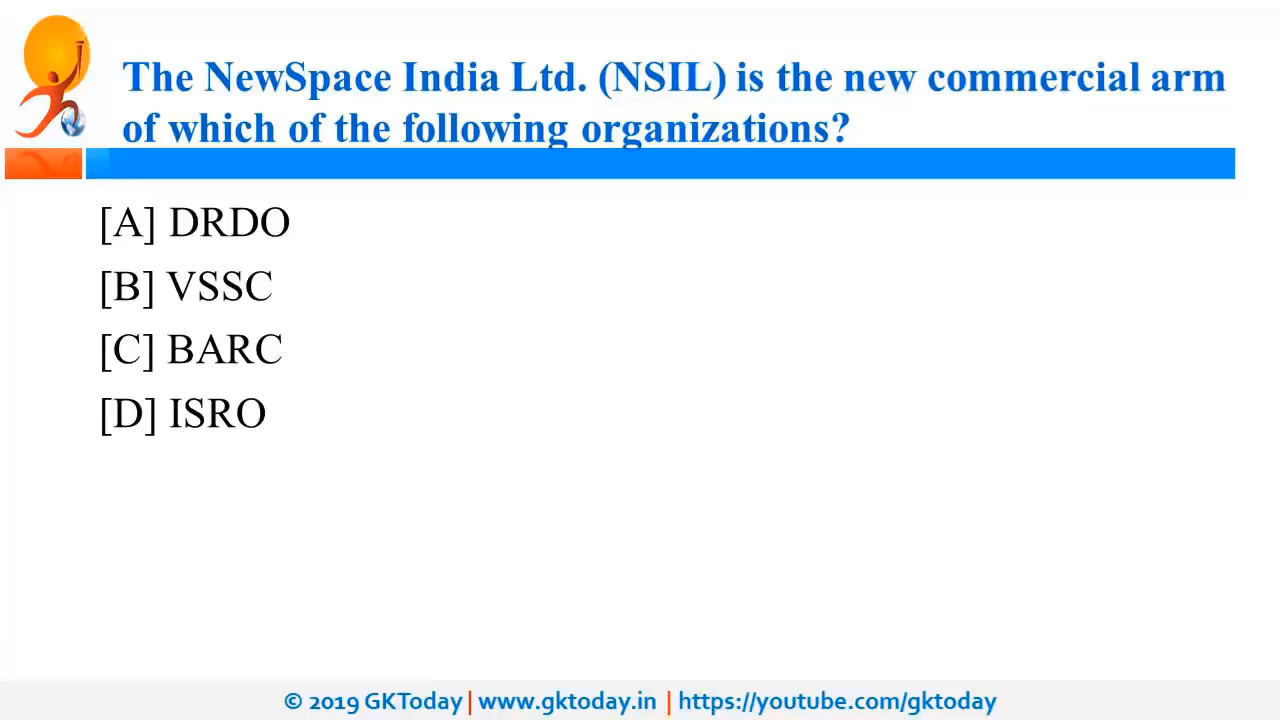 The NewSpace India Ltd. (NSIL) is the new commercial arm
of which of the following organizations?
[A] DRDO
[B] VSSC
[C] BARC
[D] ISRO
© 2019 GKToday | www.gktoday.in | https://youtube.com/gktoday